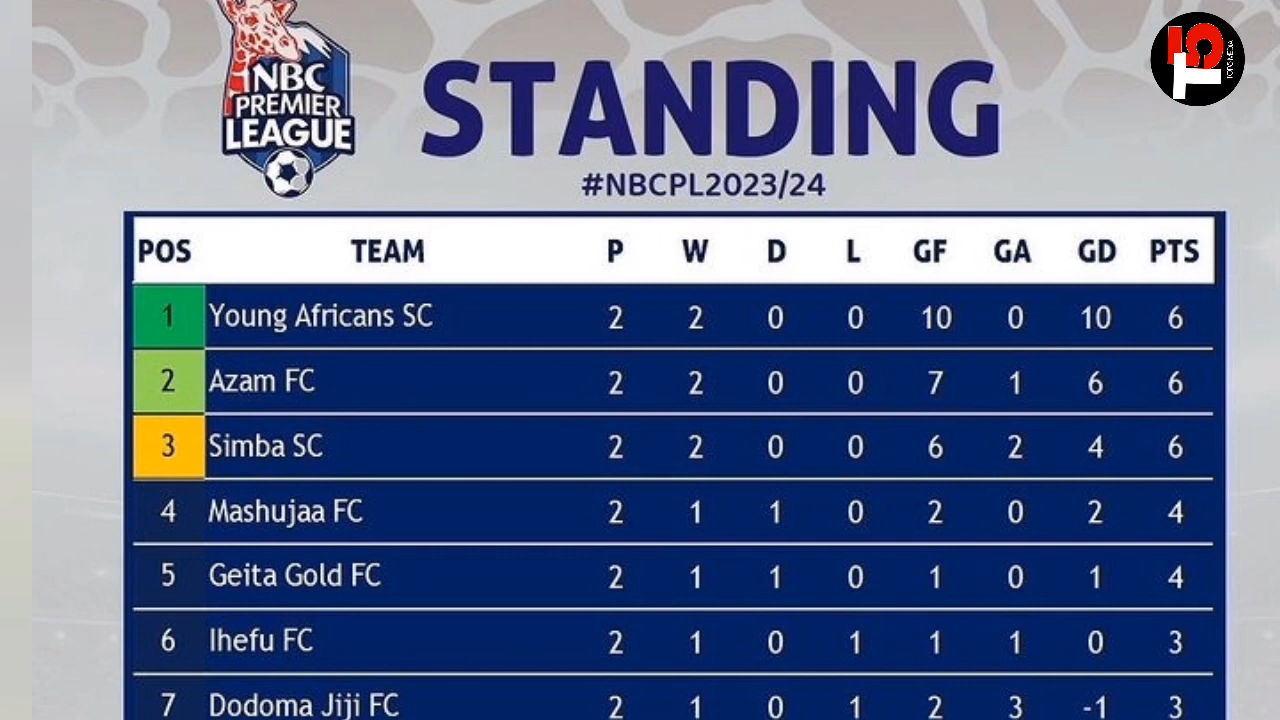 NBC
PREMIER
LEAGUE
STANDING
#NBCPL2023/24
POS TEAM P W D L GF GA GD PTS
1 Young Africans SC 2 2 0 0 10 0 10 6
2 Azam FC 2 2 0 0 7 1 6 6
3 Simba SC 2 2 0 0 6 2 4 6
4 Mashujaa FC 2 1 1 0 2 0 2 4
5 Geita Gold FC 2 1 1 0 1 0 1 4
6 Ihefu FC 2 1 0 1 1 1 0 3
7 Dodoma Jiji FC 2 1 0 1 2 3 -1 3